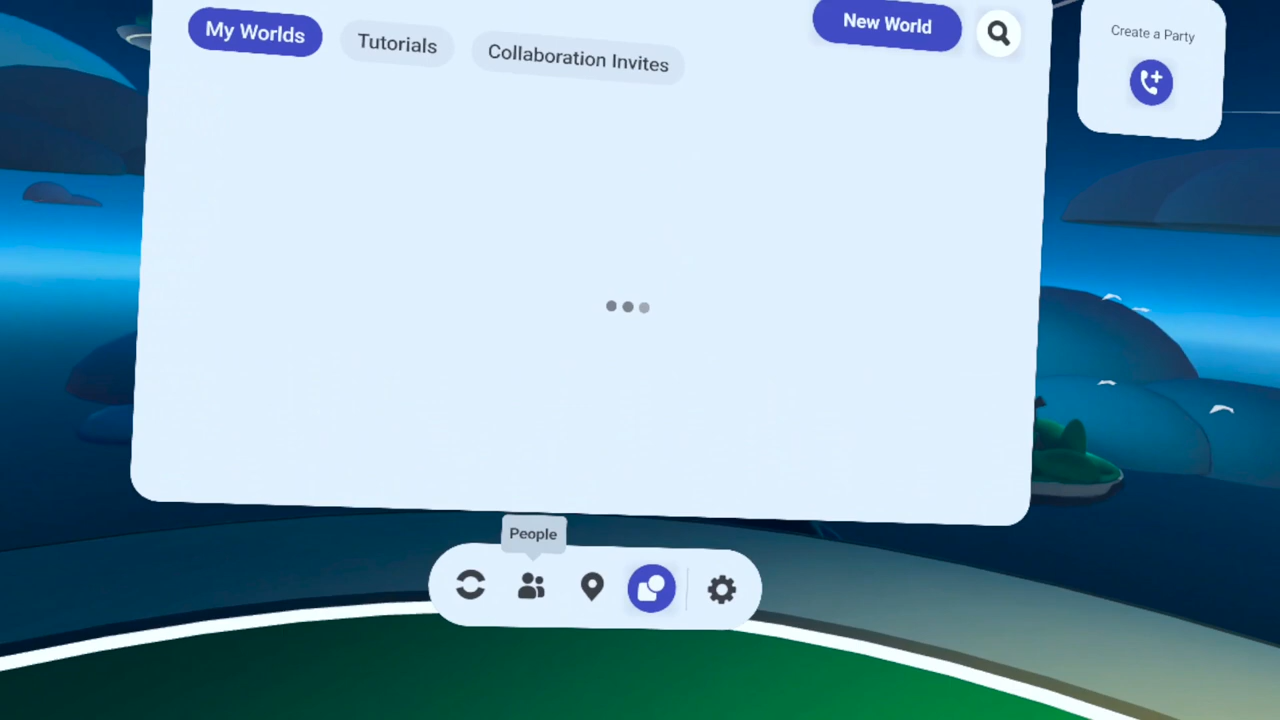 My Worlds
Tutorials
Collaboration Invites
New World
Create a Party
People